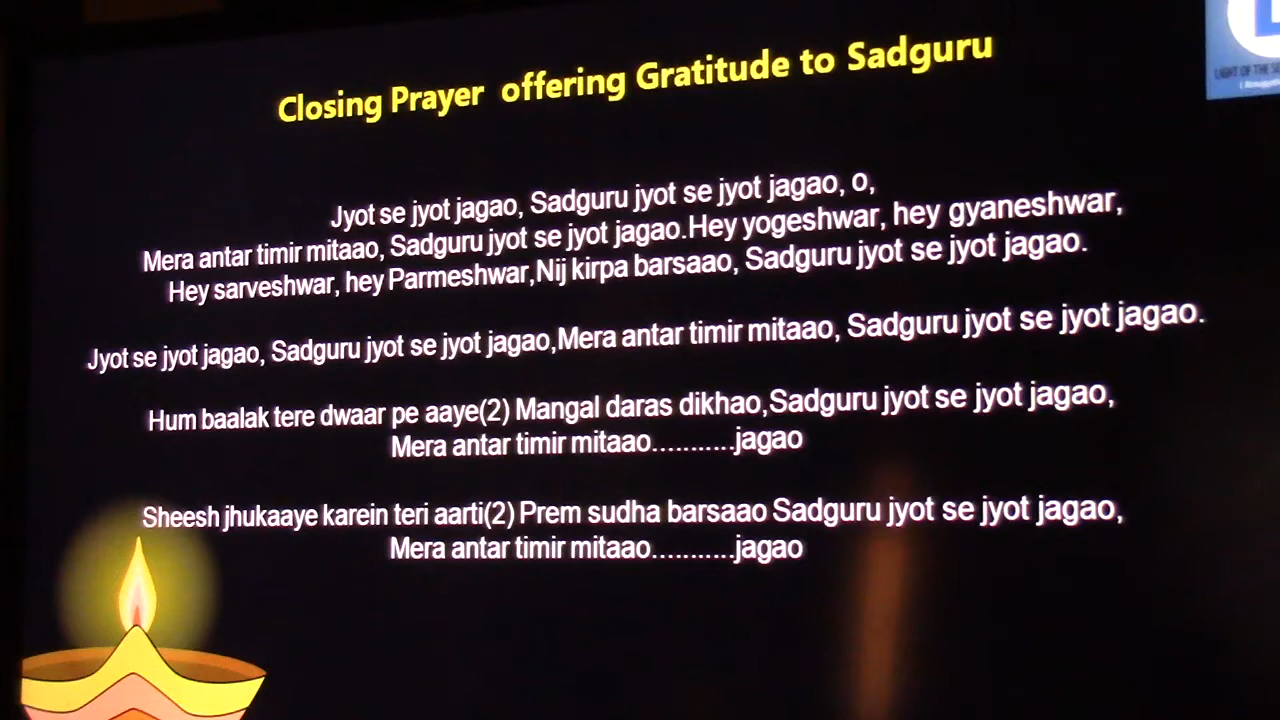 Closing Prayer offering Gratitude to Sadguru
Jyot se jyot jagao, Sadguru jyot se jyot jagao, o,
Mera antar timir mitaao, Sadguru jyot se jyot jagao.Hey yogeshwar, hey gyaneshwar,
Hey sarveshwar, hey Parmeshwar,Nij kirpa barsaao, Sadguru jyot se jyot jagao.
Jyot se jyot jagao, Sadguru jyot se jyot jagao,Mera antar timir mitaao, Sadguru jyot se jyot jagao.
Hum baalak tere dwaar pe aaye(2) Mangal daras dikhao,Sadguru jyot se jyot jagao,
Mera antar timir mitaao...........jagao
Sheesh jhukaaye karein teri aarti(2) Prem sudha barsaao Sadguru jyot se jyot jagao,
Mera antar timir mitaao...........jagao
LIGHT OF THE